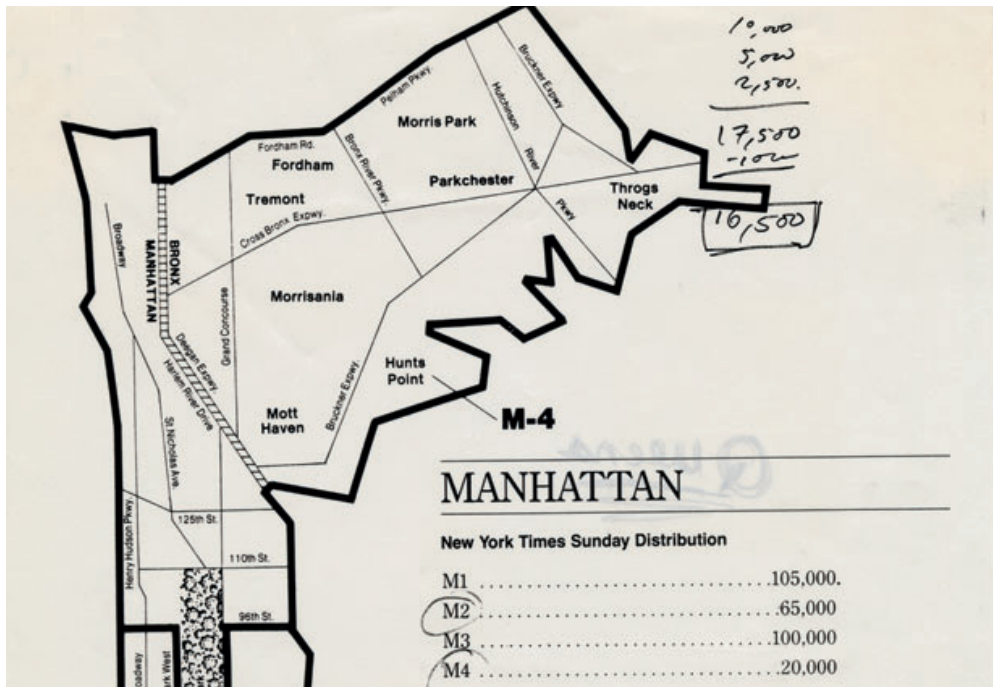 10,000
5,000
2,500.
17,500
-1000
16,500
Bruckner Expwy
Pelham Pkwy.
Hutchinson
River
Pkwy
Morris Park
Fordham Rd.
Fordham
Bronx River Pkwy.
Parkchester
Throgs
Neck
Tremont
Cross Bronx Expwy.
Broadway
BRONX
MANHATTAN
Morrisania
Grand Concourse
Deegan Expwy.
Harlem River Drive
Hunts
Point
Bruckner Expwy.
Mott
Haven
M-4
St. Nicholas Ave.
Queens
MANHATTAN
Henry Hudson Pkwy.
125th St.
New York Times Sunday Distribution
110th St.
M1 ........................................105,000.
M2 ........................................65,000
96th St.
M3 ........................................100,000
M4 ........................................20,000
oadway
rk West